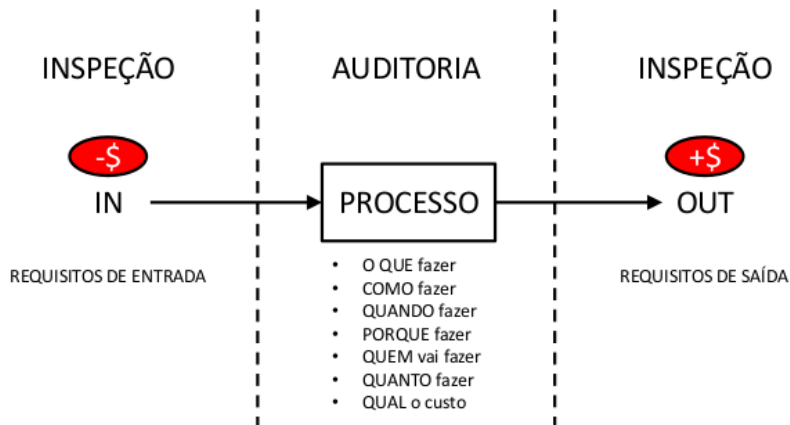 INSPEÇÃO
AUDITORIA
INSPEÇÃO
-$
+$
IN
PROCESSO
OUT
REQUISITOS DE ENTRADA
REQUISITOS DE SAÍDA
• O QUE fazer
• COMO fazer
• QUANDO fazer
• PORQUE fazer
• QUEM vai fazer
• QUANTO fazer
• QUAL o custo